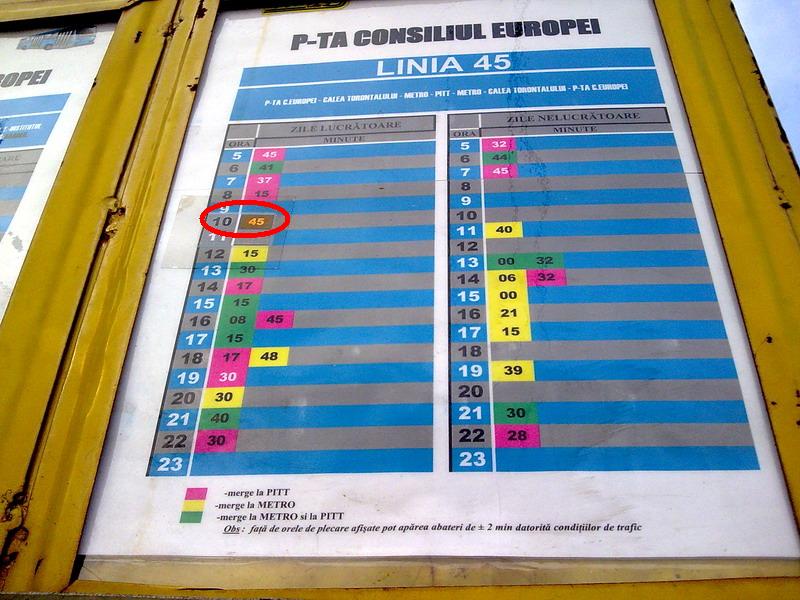 OPEI
P-TA CONSILIUL EUROPEI
LINIA 45
P-TA C.EUROPEI - CALEA TORONTALULUI - METRO - PITT - METRO - CALEA TORONTALULUI - P-TA C.EUROPEI
ZILE LUCRĂTOARE
ORA MINUTE
5 45
6 41
7 37
8 15
9
10 45
11
12 15
13 30
14 17
15 15
16 08 45
17 15
18 17 48
19 30
20 30
21 40
22 30
23
ZILE NELUCRĂTOARE
ORA MINUTE
5 32
6 44
7 45
8
9
10
11 40
12
13 00 32
14 06 32
15 00
16 21
17 15
18
19 39
20
21 30
22 28
23
-merge la PITT
-merge la METRO
-merge la METRO si la PITT
Obs : față de orele de plecare afișate pot apărea abateri de ± 2 min datorită condițiilor de trafic